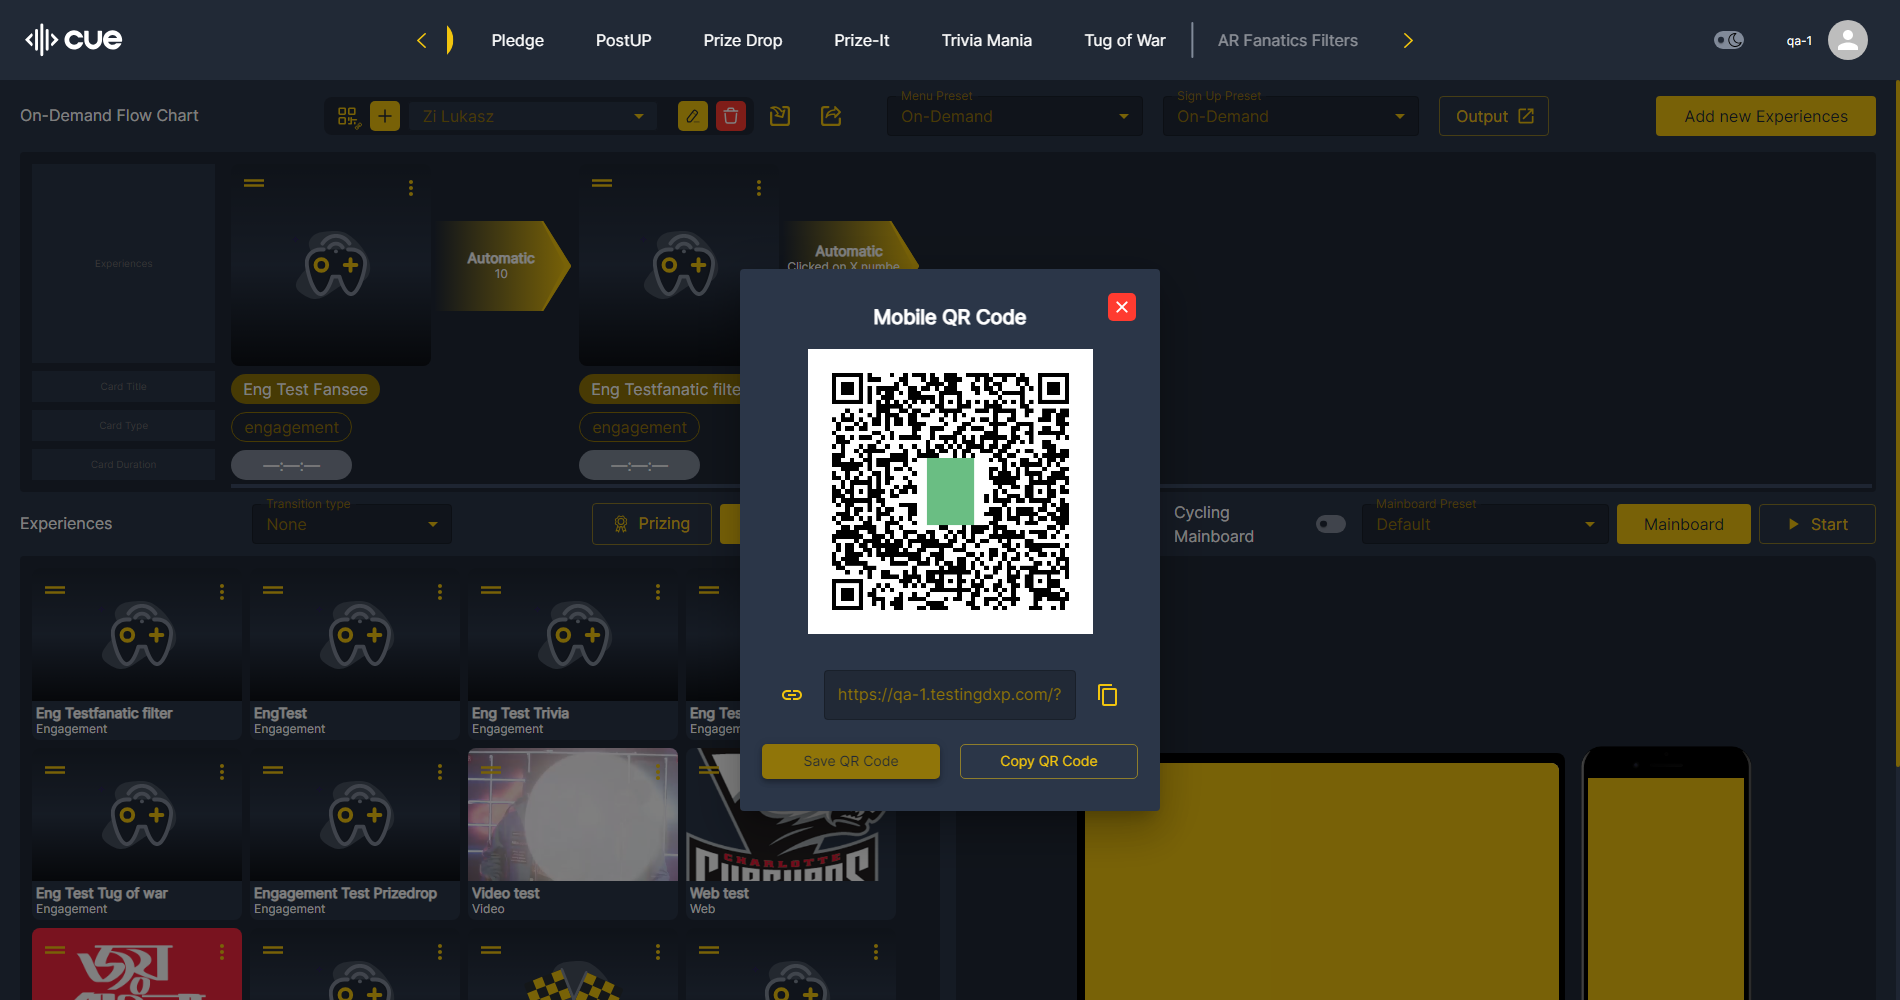 cue
Pledge
PostUP
Prize Drop
Prize-It
Trivia Mania
Tug of War
AR Fanatics Filters
qa-1
On-Demand Flow Chart
Zi Lukasz
Menu Preset
On-Demand
Sign Up Preset
On-Demand
Output
Add new Experiences
Experiences
Automatic
10
Automatic
Clicked on X numbe
Card Title
Eng Test Fansee
Eng Testfanatic filte
Card Type
engagement
engagement
Card Duration
—:—:—
—:—:—
Mobile QR Code
https://qa-1.testingdxp.com/?
Save QR Code
Copy QR Code
Experiences
Transition type
None
Prizing
Cycling
Mainboard
Mainboard Preset
Default
Mainboard
Start
Eng Testfanatic filter
Engagement
EngTest
Engagement
Eng Test Trivia
Engagement
Eng Tes
Engagem
Eng Test Tug of war
Engagement
Engagement Test Prizedrop
Engagement
Video test
Video
CHARLOTTE
Web test
Web